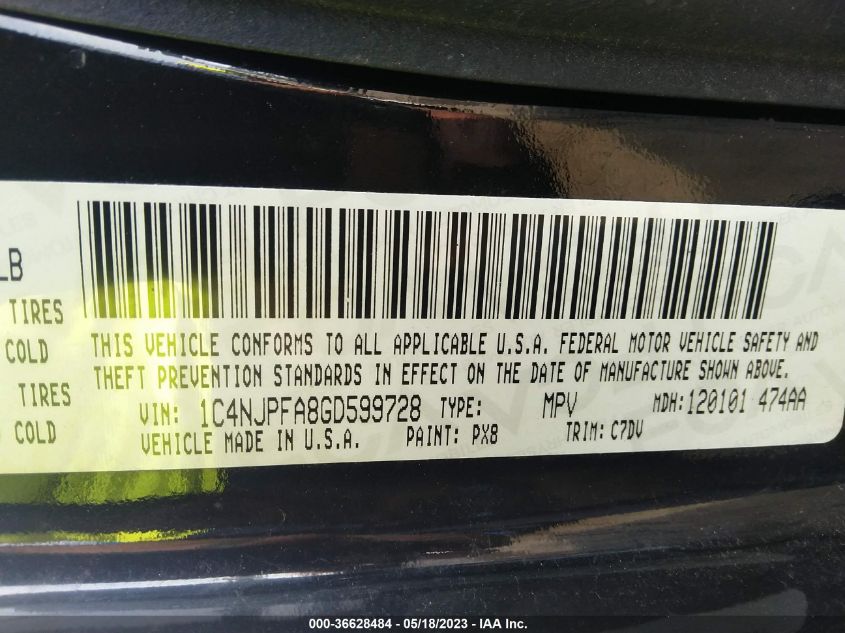 LB
TIRES
COLD
TIRES
COLD
THIS VEHICLE CONFORMS TO ALL APPLICABLE U.S.A. FEDERAL MOTOR VEHICLE SAFETY AND
THEFT PREVENTION STANDARDS IN EFFECT ON THE DATE OF MANUFACTURE SHOWN ABOVE.
VIN: 1C4NJPFA8GD599728 TYPE: MPV MDH:120101 474AA
VEHICLE MADE IN U.S.A. PAINT: PX8 TRIM: C7DV
000-36628484 - 05/18/2023 - IAA Inc.